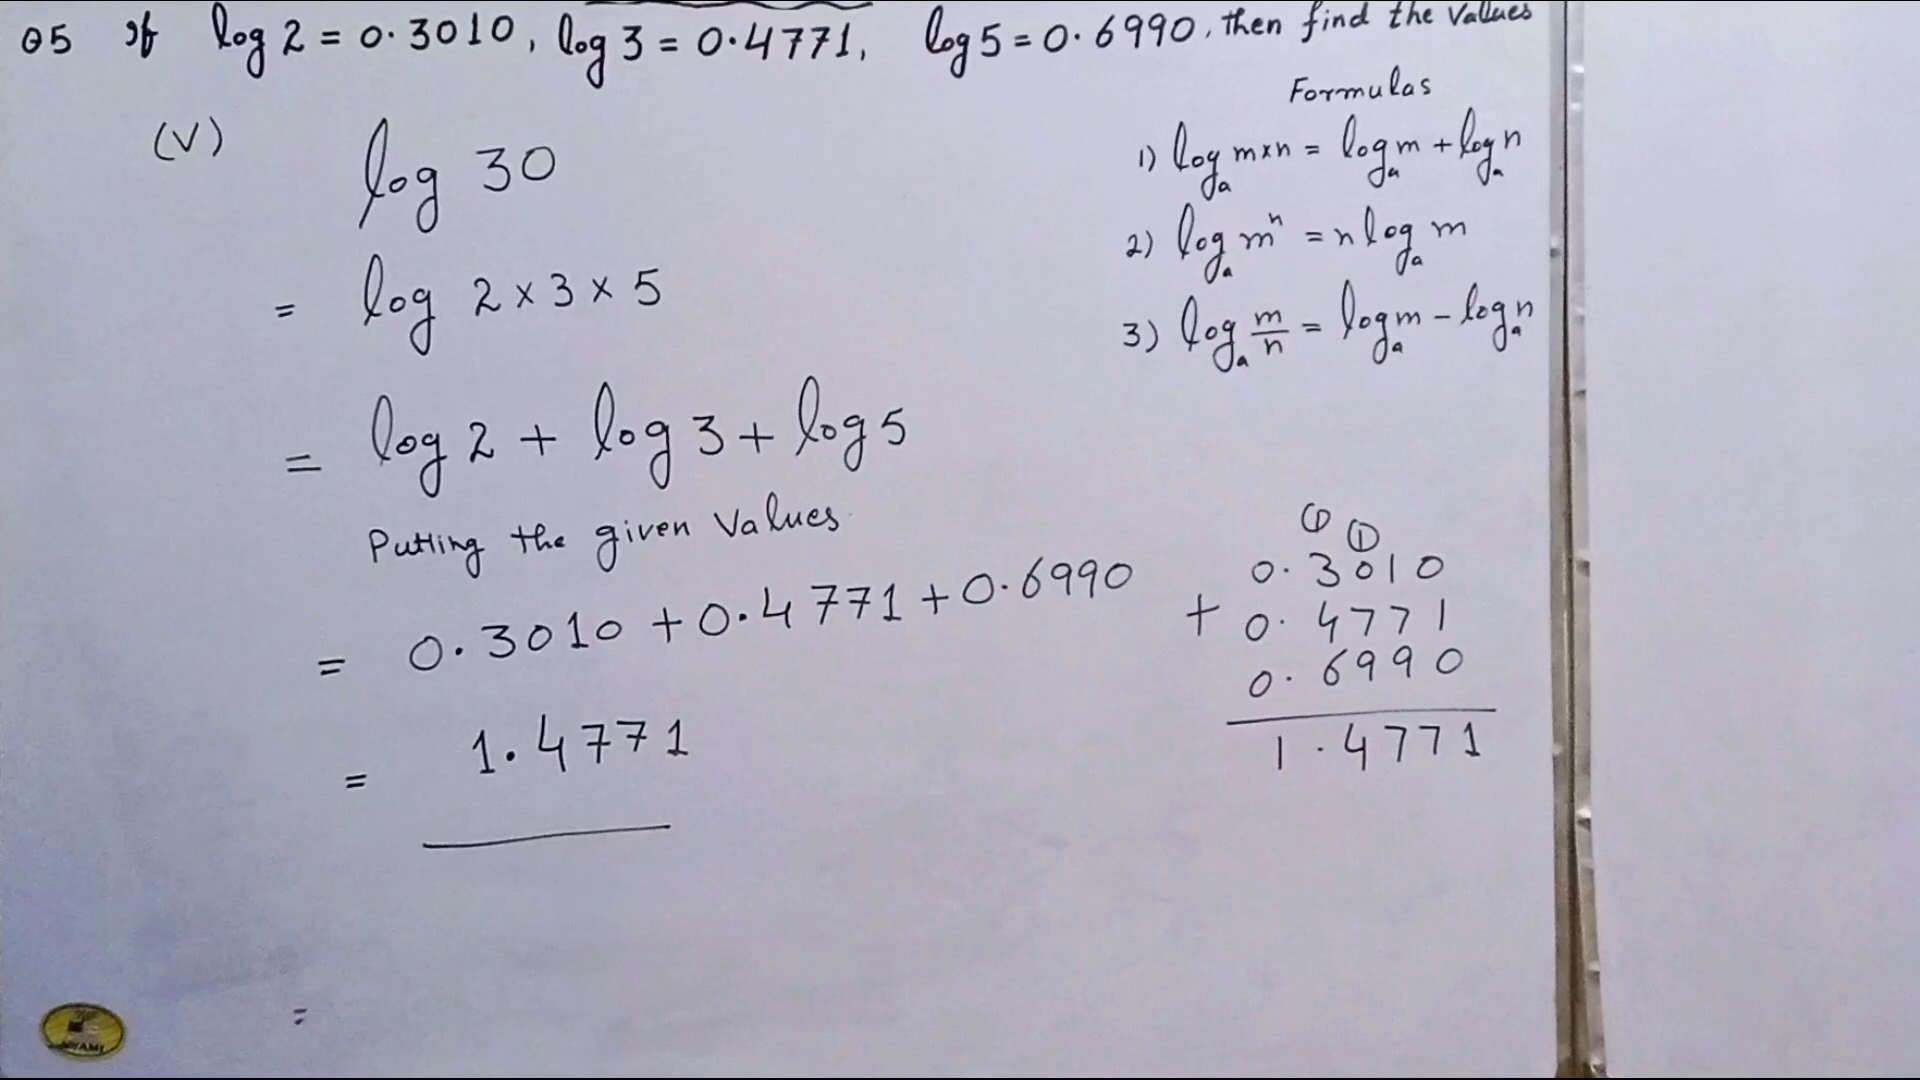 Q5 If log 2 = 0.3010, log 3 = 0.4771, log 5 = 0.6990, then find the values
Formulas
(V) log 30
1) logₐ m×n = logₐ m + logₐ n
2) logₐ mⁿ = n logₐ m
3) logₐ m/n = logₐ m - logₐ n
= log 2 × 3 × 5
= log 2 + log 3 + log 5
Putting the given Values
= 0.3010 + 0.4771 + 0.6990
= 1.4771
① ①
0.3010
+ 0.4771
0.6990
1.4771
=